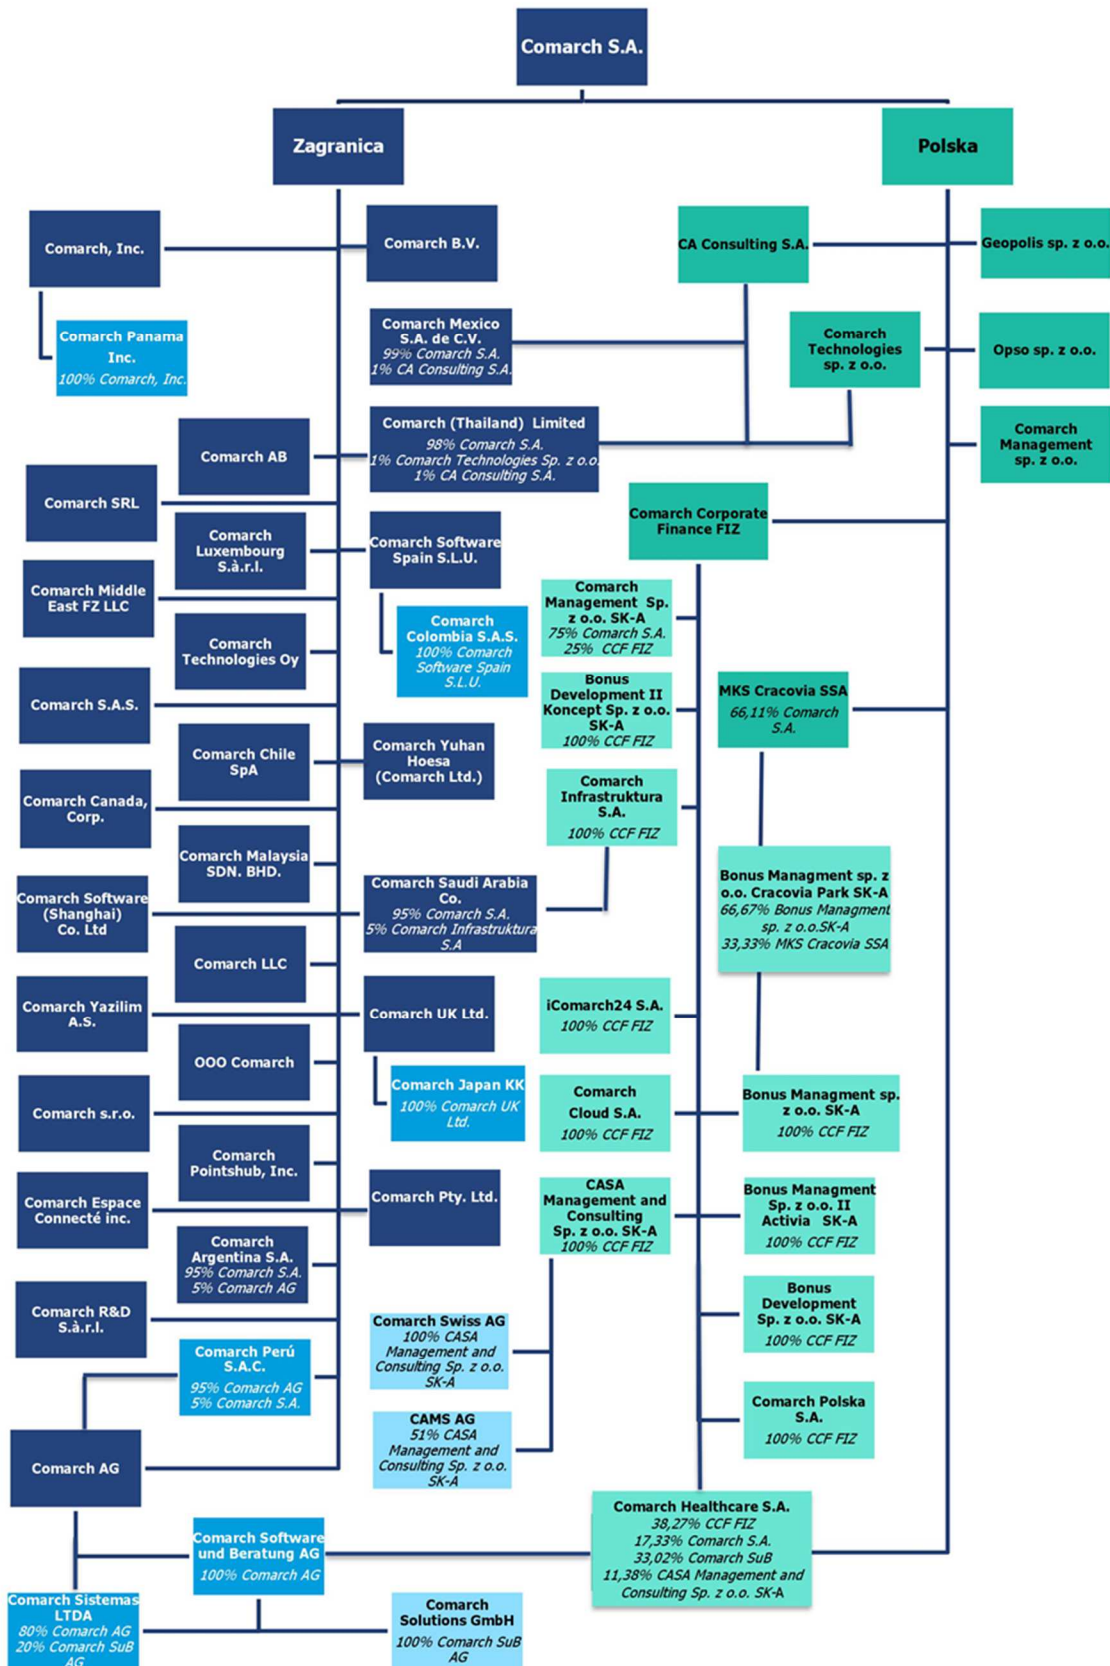 Comarch S.A.
Zagranica
Polska
Comarch, Inc.
Comarch B.V.
CA Consulting S.A.
Geopolis sp. z o.o.
Comarch Panama
Inc.
100% Comarch, Inc.
Comarch Mexico
S.A. de C.V.
99% Comarch S.A.
1% CA Consulting S.A.
Comarch
Technologies
sp. z o.o.
Opso sp. z o.o.
Comarch AB
Comarch (Thailand) Limited
98% Comarch S.A.
1% Comarch Technologies Sp. z o.o.
1% CA Consulting S.A.
Comarch
Management
sp. z o.o.
Comarch SRL
Comarch
Luxembourg
S.à.r.l.
Comarch Software
Spain S.L.U.
Comarch Corporate
Finance FIZ
Comarch Middle
East FZ LLC
Comarch
Technologies Oy
Comarch
Colombia S.A.S.
100% Comarch
Software Spain
S.L.U.
Comarch
Management Sp.
z o.o. SK-A
75% Comarch S.A.
25% CCF FIZ
Comarch S.A.S.
Bonus
Development II
Koncept Sp. z o.o.
SK-A
100% CCF FIZ
MKS Cracovia SSA
66,11% Comarch
S.A.
Comarch Chile
SpA
Comarch Yuhan
Hoesa
(Comarch Ltd.)
Comarch
Infrastruktura
S.A.
100% CCF FIZ
Comarch Canada,
Corp.
Comarch Malaysia
SDN. BHD.
Comarch Software
(Shanghai)
Co. Ltd
Comarch Saudi Arabia
Co.
95% Comarch S.A.
5% Comarch Infrastruktura
S.A
Bonus Managment sp. z
o.o. Cracovia Park SK-A
66,67% Bonus Managment
sp. z o.o.SK-A
33,33% MKS Cracovia SSA
Comarch LLC
Comarch Yazilim
A.S.
Comarch UK Ltd.
iComarch24 S.A.
100% CCF FIZ
OOO Comarch
Comarch Japan KK
100% Comarch UK
Ltd.
Comarch s.r.o.
Comarch
Cloud S.A.
100% CCF FIZ
Bonus Managment sp.
z o.o. SK-A
100% CCF FIZ
Comarch
Pointshub, Inc.
Comarch Espace
Connecté inc.
Comarch Pty. Ltd.
CASA
Management and
Consulting
Sp. z o.o. SK-A
100% CCF FIZ
Bonus Managment
Sp. z o.o. II
Activia SK-A
100% CCF FIZ
Comarch
Argentina S.A.
95% Comarch S.A.
5% Comarch AG
Comarch R&D
S.à.r.l.
Comarch Swiss AG
100% CASA
Management and
Consulting Sp. z o.o.
SK-A
Bonus
Development
Sp. z o.o. SK-A
100% CCF FIZ
Comarch Perú
S.A.C.
95% Comarch AG
5% Comarch S.A.
Comarch AG
CAMS AG
51% CASA
Management and
Consulting Sp. z o.o.
SK-A
Comarch Polska
S.A.
100% CCF FIZ
Comarch Software
und Beratung AG
100% Comarch AG
Comarch Healthcare S.A.
38,27% CCF FIZ
17,33% Comarch S.A.
33,02% Comarch SuB
11,38% CASA Management and
Consulting Sp. z o.o. SK-A
Comarch Sistemas
LTDA
80% Comarch AG
20% Comarch SuB
AG
Comarch
Solutions GmbH
100% Comarch SuB
AG